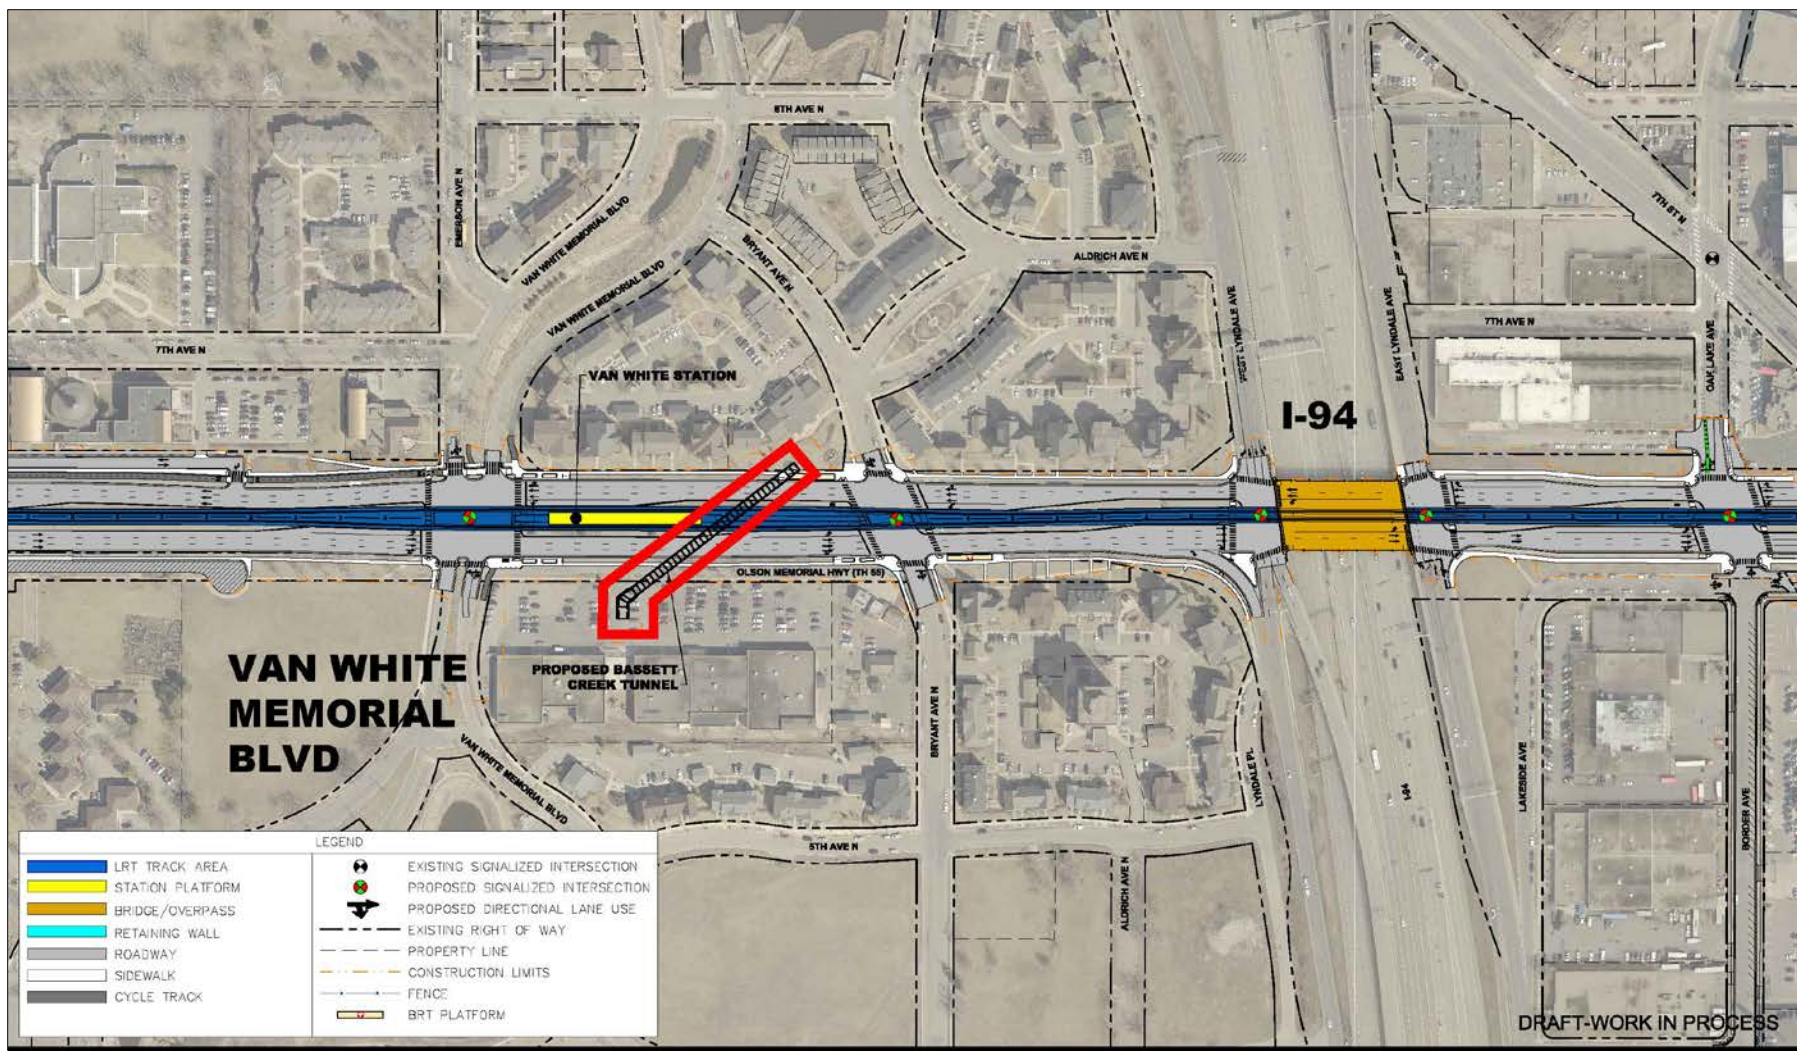 6TH AVE N
EMERSON AVE N
VAN WHITE MEMORIAL BLVD
VAN WHITE MEMORIAL BLVD
BRYANT AVE N
ALDRICH AVE N
7TH ST N
WEST LYNDALE AVE
EAST LYNDALE AVE
7TH AVE N
7TH AVE N
OAK LAKE AVE
VAN WHITE STATION
I-94
OLSON MEMORIAL HWY (TH 55)
PROPOSED BASSETT
CREEK TUNNEL
VAN WHITE
MEMORIAL
BLVD
VAN WHITE MEMORIAL BLVD
BRYANT AVE N
LYNDALE PL
I-94
LAKESIDE AVE
BORDER AVE
5TH AVE N
ALDRICH AVE N
LEGEND
LRT TRACK AREA
STATION PLATFORM
BRIDGE/OVERPASS
RETAINING WALL
ROADWAY
SIDEWALK
CYCLE TRACK
EXISTING SIGNALIZED INTERSECTION
PROPOSED SIGNALIZED INTERSECTION
PROPOSED DIRECTIONAL LANE USE
EXISTING RIGHT OF WAY
PROPERTY LINE
CONSTRUCTION LIMITS
FENCE
BRT PLATFORM
DRAFT-WORK IN PROCESS